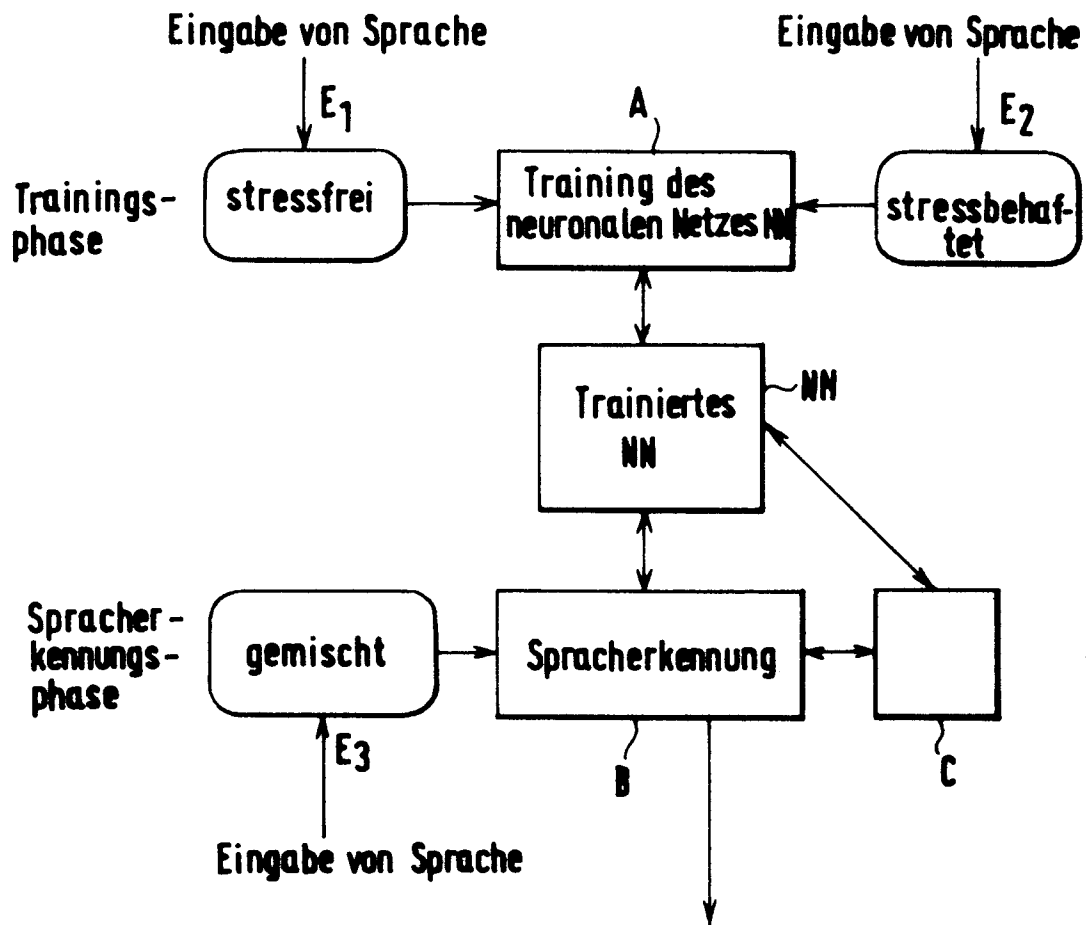 Eingabe von Sprache
Eingabe von Sprache
E1
A
E2
Trainings-
phase
stressfrei
Training des
neuronalen Netzes NN
stressbehaf-
tet
Trainiertes
NN
NN
Spracher-
kennungs-
phase
gemischt
Spracherkennung
E3
B
C
Eingabe von Sprache